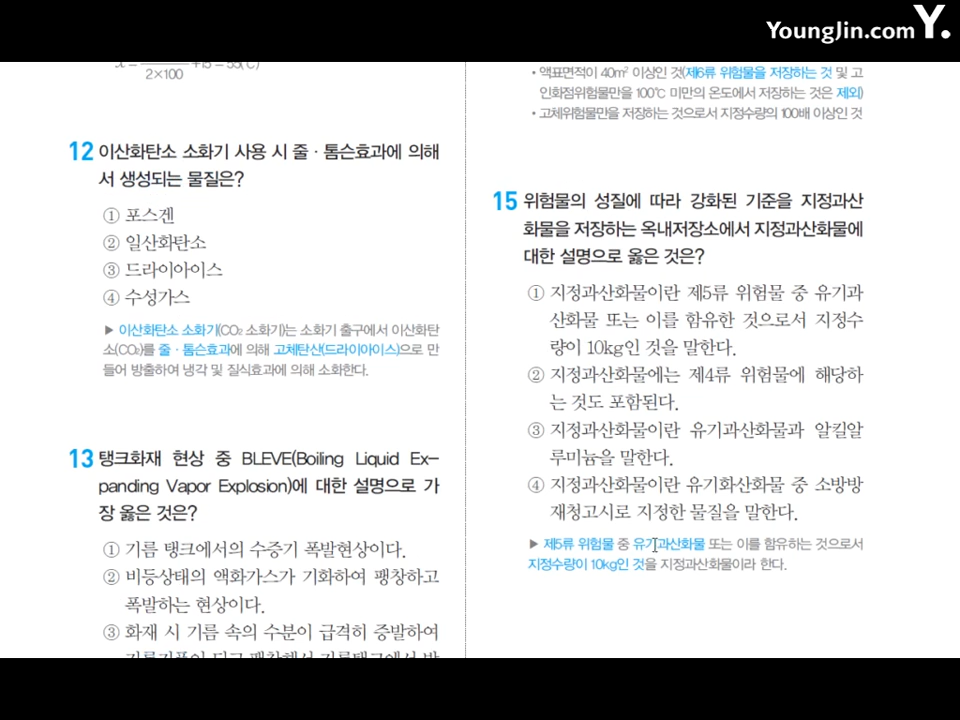 YoungJin.com Y.
2×100
12 이산화탄소 소화기 사용 시 줄 · 톰슨효과에 의해
서 생성되는 물질은?
① 포스겐
② 일산화탄소
③ 드라이아이스
④ 수성가스
▶ 이산화탄소 소화기(CO₂ 소화기)는 소화기 출구에서 이산화탄
소(CO₂)를 줄 · 톰슨효과에 의해 고체탄산(드라이아이스)으로 만
들어 방출하여 냉각 및 질식효과에 의해 소화한다.
13 탱크화재 현상 중 BLEVE(Boiling Liquid Ex-
panding Vapor Explosion)에 대한 설명으로 가
장 옳은 것은?
① 기름 탱크에서의 수증기 폭발현상이다.
② 비등상태의 액화가스가 기화하여 팽창하고
폭발하는 현상이다.
③ 화재 시 기름 속의 수분이 급격히 증발하여
• 액표면적이 40m² 이상인 것(제6류 위험물을 저장하는 것 및 고
인화점위험물만을 100℃ 미만의 온도에서 저장하는 것은 제외)
• 고체위험물만을 저장하는 것으로서 지정수량의 100배 이상인 것
15 위험물의 성질에 따라 강화된 기준을 지정과산
화물을 저장하는 옥내저장소에서 지정과산화물에
대한 설명으로 옳은 것은?
① 지정과산화물이란 제5류 위험물 중 유기과
산화물 또는 이를 함유한 것으로서 지정수
량이 10kg인 것을 말한다.
② 지정과산화물에는 제4류 위험물에 해당하
는 것도 포함된다.
③ 지정과산화물이란 유기과산화물과 알킬알
루미늄을 말한다.
④ 지정과산화물이란 유기화산화물 중 소방방
재청고시로 지정한 물질을 말한다.
▶ 제5류 위험물 중 유기과산화물 또는 이를 함유하는 것으로서
지정수량이 10kg인 것을 지정과산화물이라 한다.